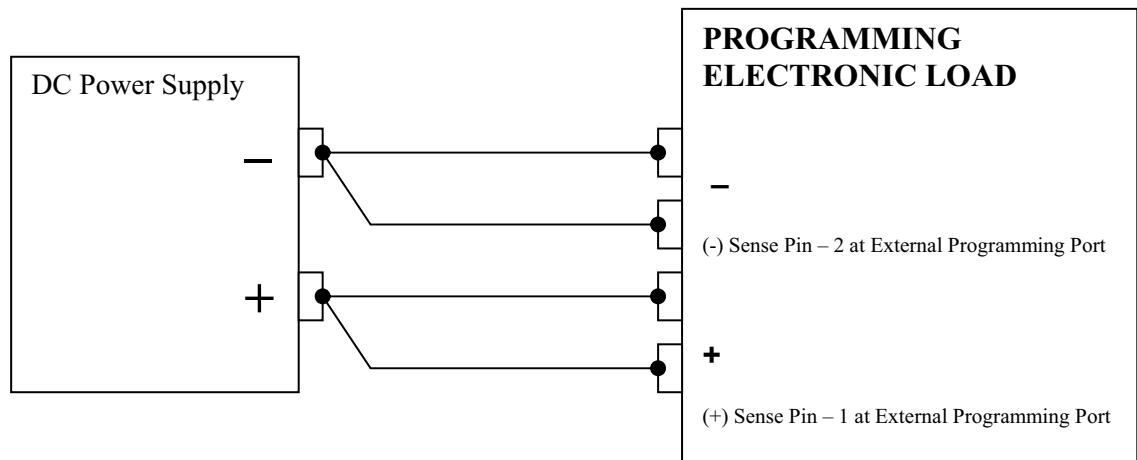 PROGRAMMING
ELECTRONIC LOAD
DC Power Supply
–
–
(-) Sense Pin – 2 at External Programming Port
+
+
(+) Sense Pin – 1 at External Programming Port